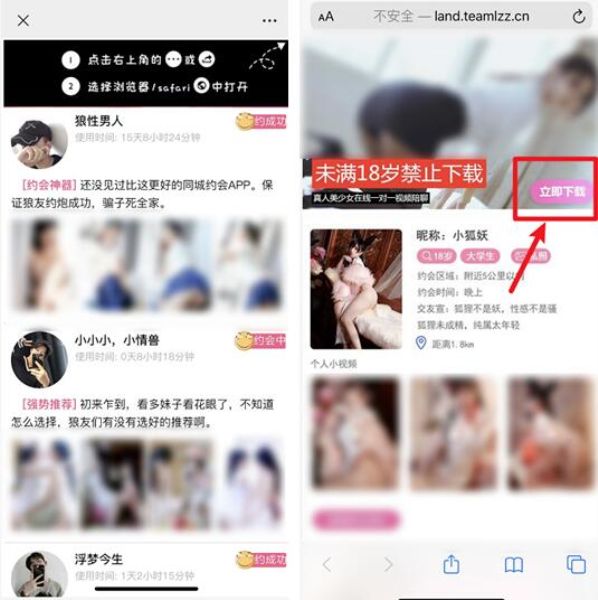 1 点击右上角的 ··· 或
2 选择浏览器/safari 中打开
狼性男人
约成功
使用时间: 15天8小时24分钟
[约会神器] 还没见过比这更好的同城约会APP。保
证狼友约炮成功，骗子死全家。
小小小，小情兽
约会中
使用时间: 0天8小时18分钟
[强势推荐] 初来乍到，看多妹子看花眼了，不知道
怎么选择，狼友们有没有选好的推荐啊。
浮梦今生
约成功
使用时间: 1天2小时15分钟
AA 不安全 — land.teamlzz.cn
未满18岁禁止下载
真人美少女在线一对一视频陪聊
立即下载
昵称：小狐妖
18岁 大学生
约会区域：附近5公里以
约会时间：晚上
交友宣：狐狸不是妖，性感不是骚
狐狸未成精，纯属太年轻
距离1.8km
个人小视频